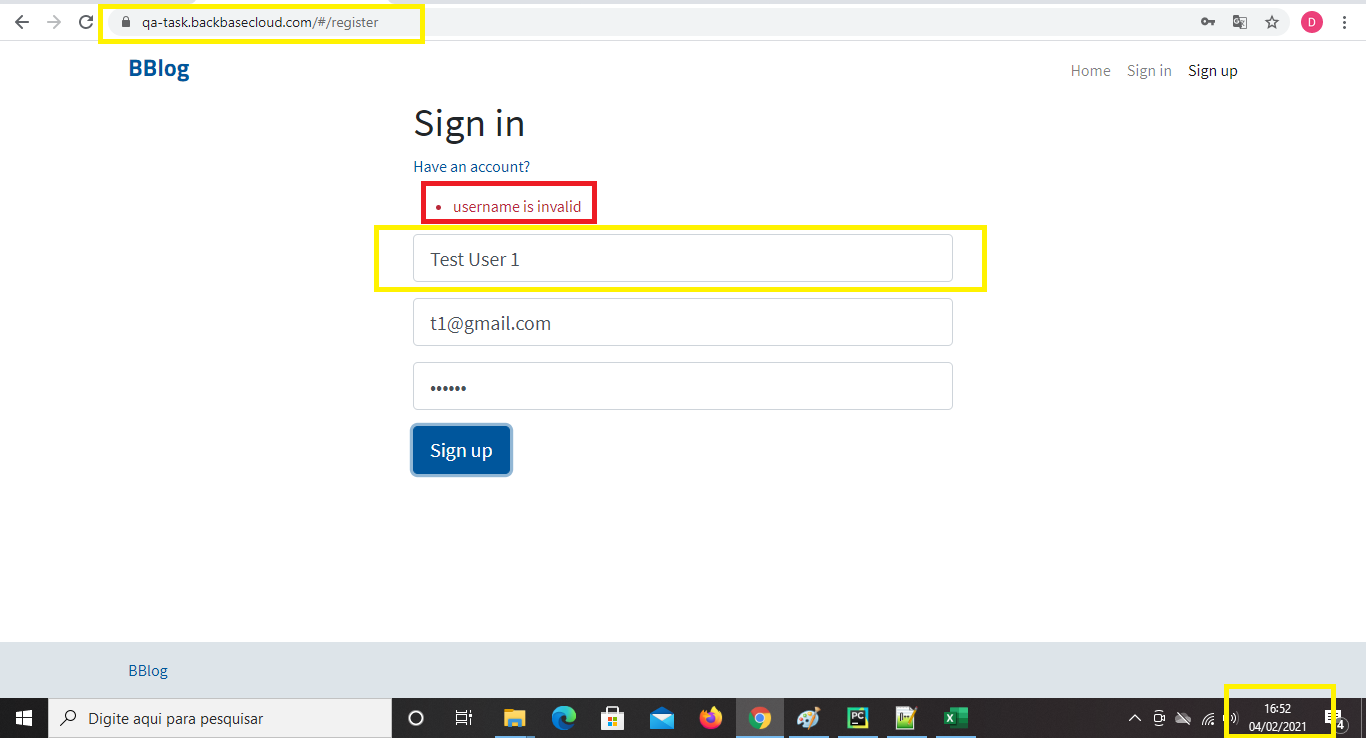 qa-task.backbasecloud.com/#/register
D
BBlog
Home Sign in Sign up
Sign in
Have an account?
• username is invalid
Test User 1
t1@gmail.com
••••••
Sign up
BBlog
Digite aqui para pesquisar
PC
16:52
04/02/2021
4